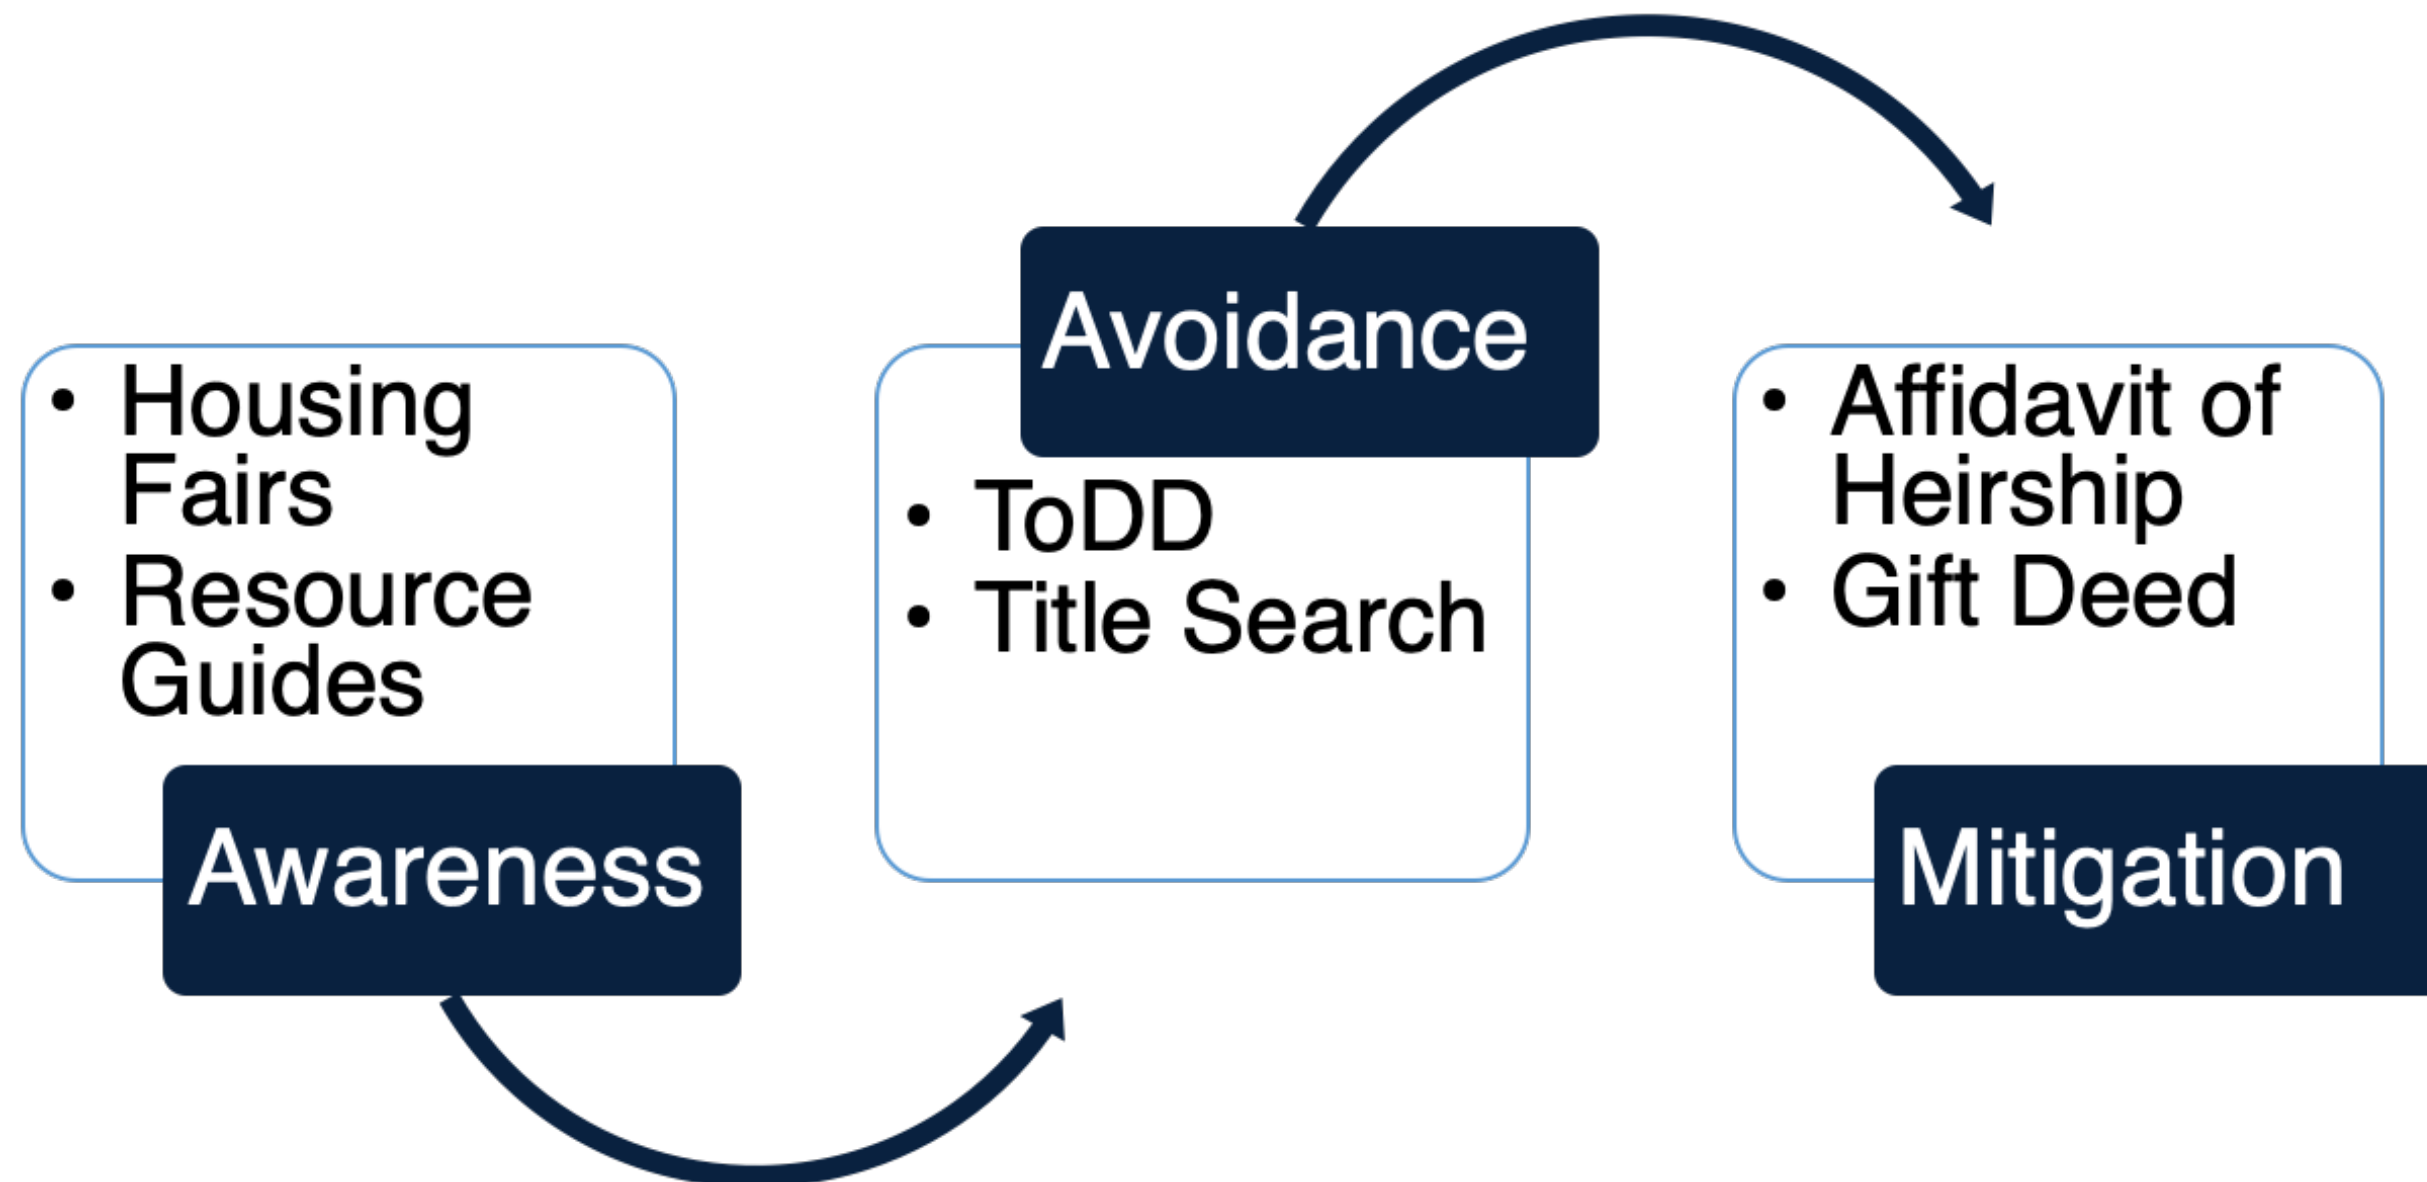 • Housing
Fairs
• Resource
Guides
Awareness
Avoidance
• ToDD
• Title Search
• Affidavit of
Heirship
• Gift Deed
Mitigation